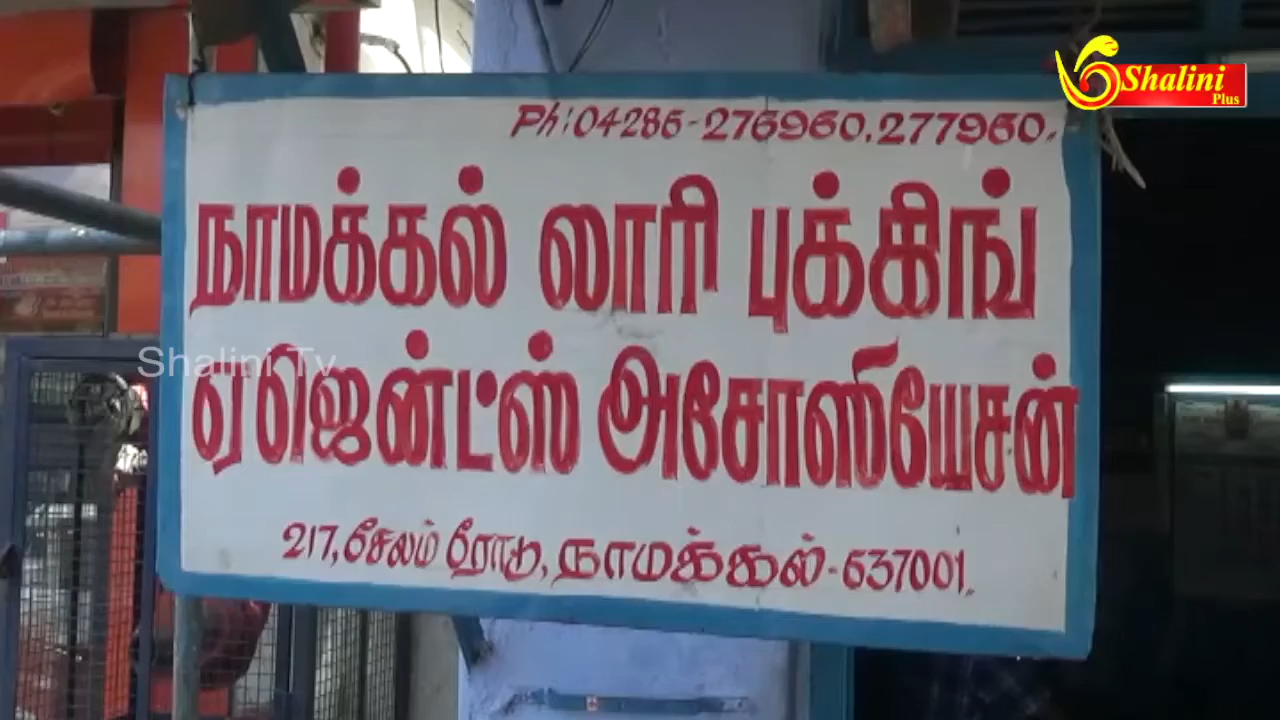 Shalini
Plus
Ph: 04286-276960, 277960.
நாமக்கல் லாரி புக்கிங்
ஏஜென்ட்ஸ் அசோஸியேசன்
217, சேலம் ரோடு, நாமக்கல் - 637001.
Shalini Tv